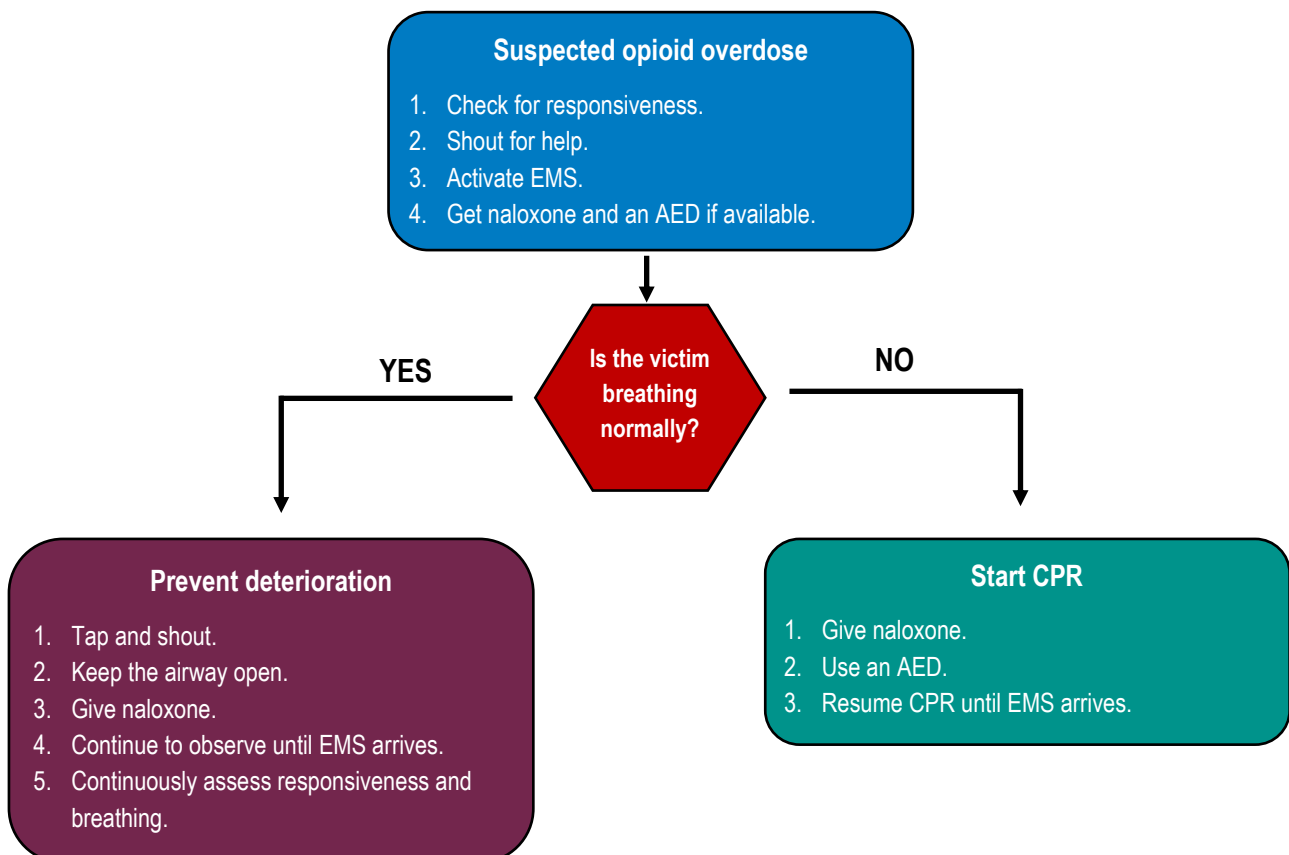 Suspected opioid overdose
1. Check for responsiveness.
2. Shout for help.
3. Activate EMS.
4. Get naloxone and an AED if available.
Is the victim
breathing
normally?
YES
NO
Prevent deterioration
1. Tap and shout.
2. Keep the airway open.
3. Give naloxone.
4. Continue to observe until EMS arrives.
5. Continuously assess responsiveness and
breathing.
Start CPR
1. Give naloxone.
2. Use an AED.
3. Resume CPR until EMS arrives.